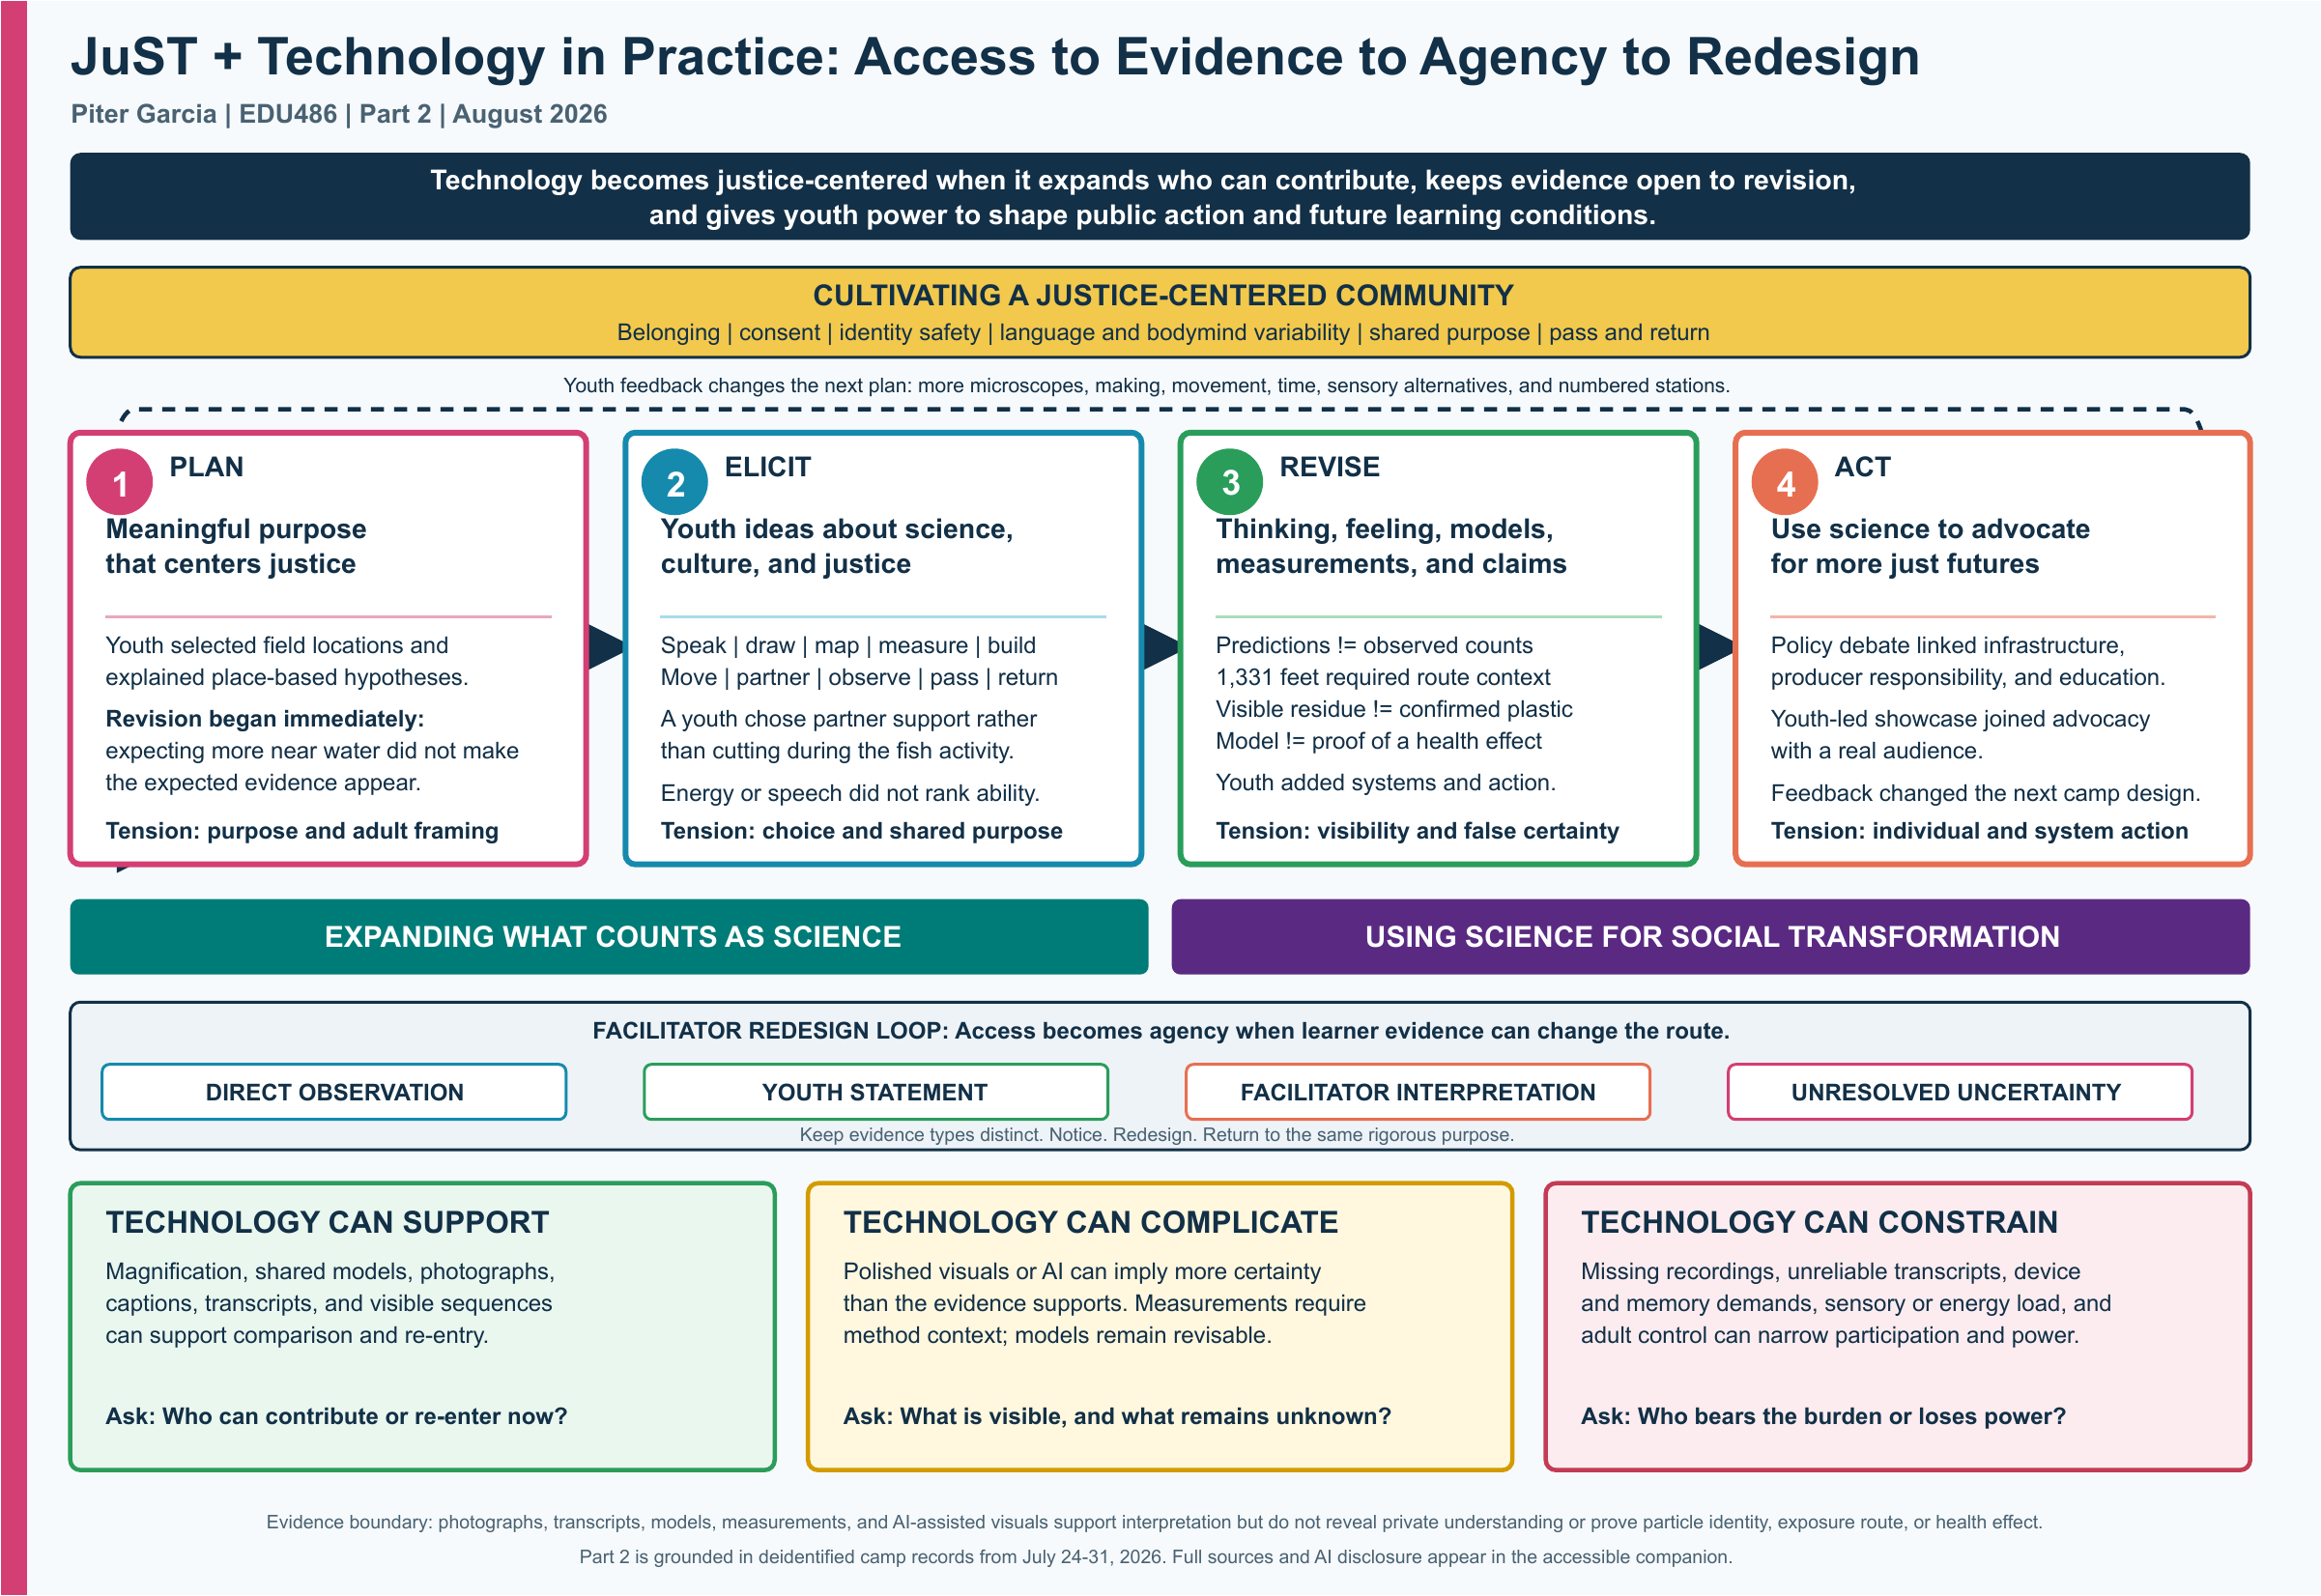 JuST + Technology in Practice: Access to Evidence to Agency to Redesign
Piter Garcia | EDU486 | Part 2 | August 2026
Technology becomes justice-centered when it expands who can contribute, keeps evidence open to revision,
and gives youth power to shape public action and future learning conditions.
CULTIVATING A JUSTICE-CENTERED COMMUNITY
Belonging | consent | identity safety | language and bodymind variability | shared purpose | pass and return
Youth feedback changes the next plan: more microscopes, making, movement, time, sensory alternatives, and numbered stations.
1
PLAN
Meaningful purpose
that centers justice
Youth selected field locations and
explained place-based hypotheses.
Revision began immediately:
expecting more near water did not make
the expected evidence appear.
Tension: purpose and adult framing
2
ELICIT
Youth ideas about science,
culture, and justice
Speak | draw | map | measure | build
Move | partner | observe | pass | return
A youth chose partner support rather
than cutting during the fish activity.
Energy or speech did not rank ability.
Tension: choice and shared purpose
3
REVISE
Thinking, feeling, models,
measurements, and claims
Predictions != observed counts
1,331 feet required route context
Visible residue != confirmed plastic
Model != proof of a health effect
Youth added systems and action.
Tension: visibility and false certainty
4
ACT
Use science to advocate
for more just futures
Policy debate linked infrastructure,
producer responsibility, and education.
Youth-led showcase joined advocacy
with a real audience.
Feedback changed the next camp design.
Tension: individual and system action
EXPANDING WHAT COUNTS AS SCIENCE
USING SCIENCE FOR SOCIAL TRANSFORMATION
FACILITATOR REDESIGN LOOP: Access becomes agency when learner evidence can change the route.
DIRECT OBSERVATION
YOUTH STATEMENT
FACILITATOR INTERPRETATION
UNRESOLVED UNCERTAINTY
Keep evidence types distinct. Notice. Redesign. Return to the same rigorous purpose.
TECHNOLOGY CAN SUPPORT
Magnification, shared models, photographs,
captions, transcripts, and visible sequences
can support comparison and re-entry.
Ask: Who can contribute or re-enter now?
TECHNOLOGY CAN COMPLICATE
Polished visuals or AI can imply more certainty
than the evidence supports. Measurements require
method context; models remain revisable.
Ask: What is visible, and what remains unknown?
TECHNOLOGY CAN CONSTRAIN
Missing recordings, unreliable transcripts, device
and memory demands, sensory or energy load, and
adult control can narrow participation and power.
Ask: Who bears the burden or loses power?
Evidence boundary: photographs, transcripts, models, measurements, and AI-assisted visuals support interpretation but do not reveal private understanding or prove particle identity, exposure route, or health effect.
Part 2 is grounded in deidentified camp records from July 24-31, 2026. Full sources and AI disclosure appear in the accessible companion.